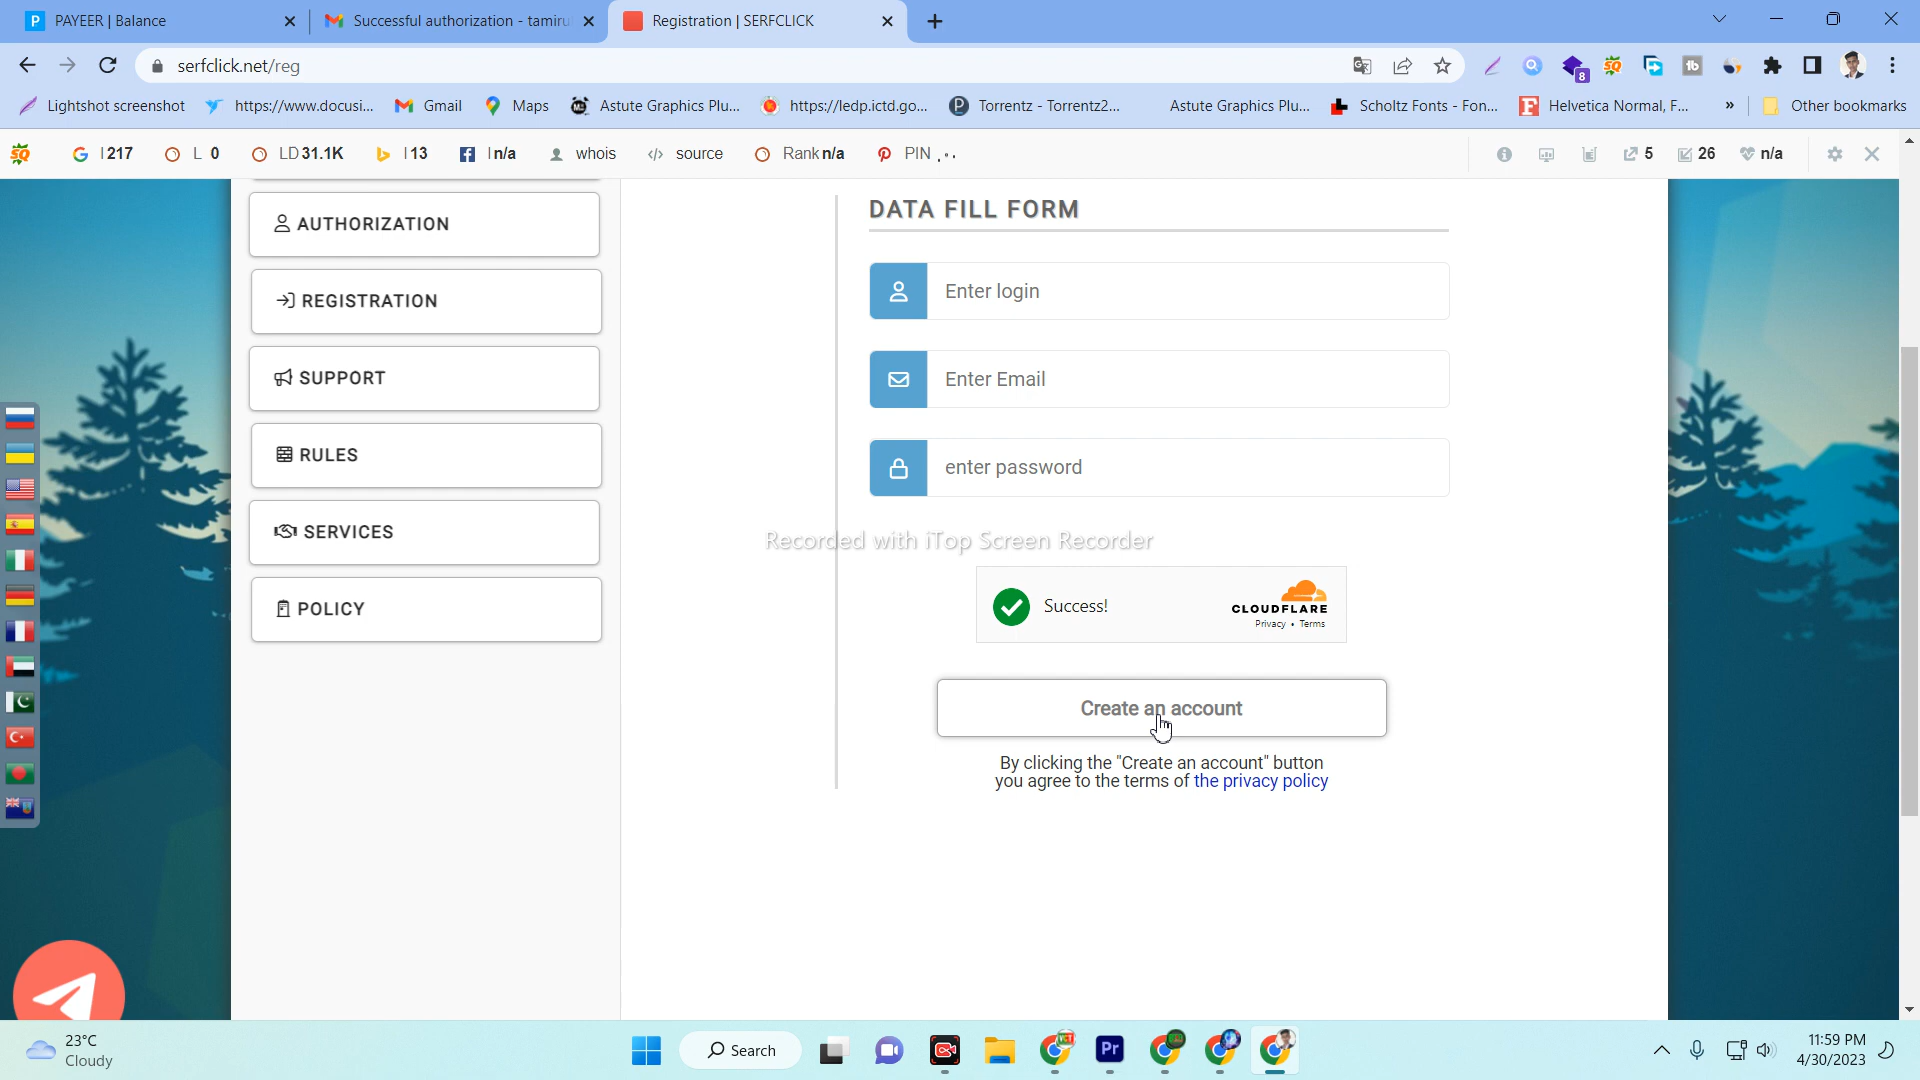 PAYEER | Balance
Successful authorization - tamiru
Registration | SERFCLICK
serfclick.net/reg
8
Lightshot screenshot
https://www.docusi...
Gmail
Maps
Astute Graphics Plu...
https://ledp.ictd.go...
Torrentz - Torrentz2...
Astute Graphics Plu...
Scholtz Fonts - Fon...
Helvetica Normal, F...
»
Other bookmarks
I 217
L 0
LD 31.1K
I 13
I n/a
whois
source
Rank n/a
PIN
5
26
n/a
AUTHORIZATION
REGISTRATION
SUPPORT
RULES
SERVICES
POLICY
DATA FILL FORM
Enter login
Enter Email
enter password
Recorded with iTop Screen Recorder
Success!
CLOUDFLARE
Privacy • Terms
Create an account
By clicking the "Create an account" button
you agree to the terms of the privacy policy
23°C
Cloudy
Search
Pr
11:59 PM
4/30/2023